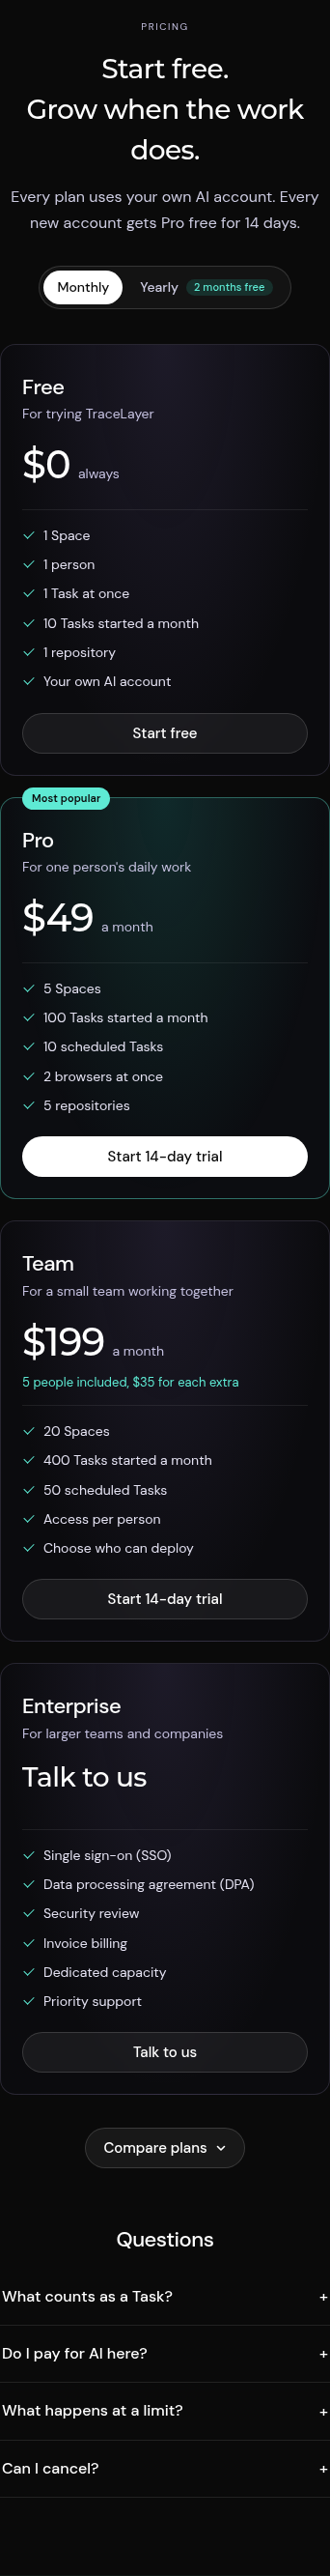 PRICING
Start free.
Grow when the work
does.
Every plan uses your own AI account. Every
new account gets Pro free for 14 days.
Monthly Yearly 2 months free
Free
For trying TraceLayer
$0 always
1 Space
1 person
1 Task at once
10 Tasks started a month
1 repository
Your own AI account
Start free
Most popular
Pro
For one person's daily work
$49 a month
5 Spaces
100 Tasks started a month
10 scheduled Tasks
2 browsers at once
5 repositories
Start 14-day trial
Team
For a small team working together
$199 a month
5 people included, $35 for each extra
20 Spaces
400 Tasks started a month
50 scheduled Tasks
Access per person
Choose who can deploy
Start 14-day trial
Enterprise
For larger teams and companies
Talk to us
Single sign-on (SSO)
Data processing agreement (DPA)
Security review
Invoice billing
Dedicated capacity
Priority support
Talk to us
Compare plans
Questions
What counts as a Task? +
Do I pay for AI here? +
What happens at a limit? +
Can I cancel? +